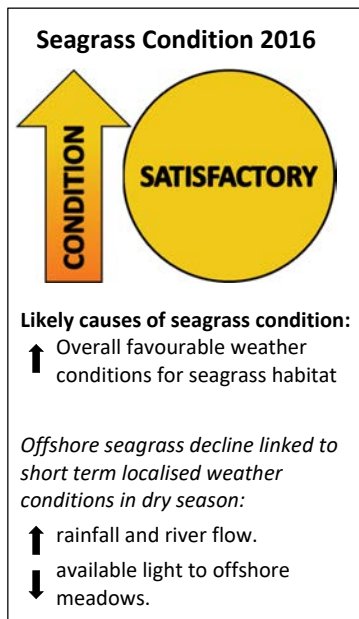 Seagrass Condition 2016
CONDITION
SATISFACTORY
Likely causes of seagrass condition:
Overall favourable weather
conditions for seagrass habitat
Offshore seagrass decline linked to
short term localised weather
conditions in dry season:
rainfall and river flow.
available light to offshore
meadows.